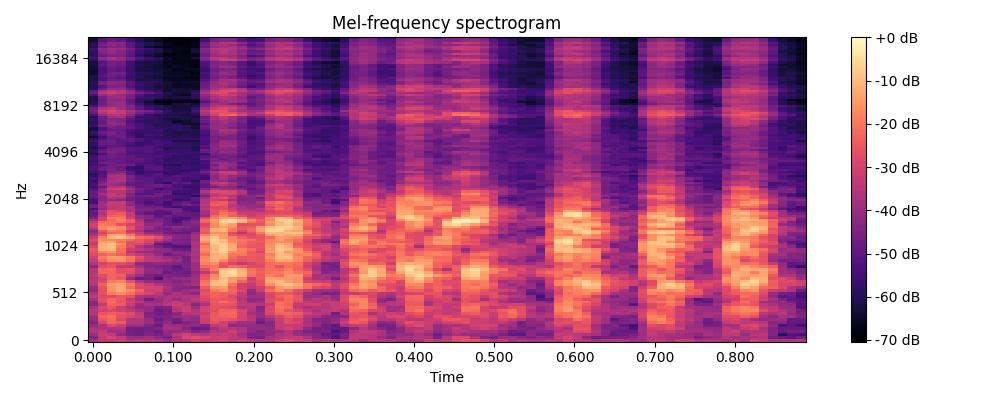 Mel-frequency spectrogram
Hz
16384
8192
4096
2048
1024
512
0
0.000 0.100 0.200 0.300 0.400 0.500 0.600 0.700 0.800
Time
+0 dB
-10 dB
-20 dB
-30 dB
-40 dB
-50 dB
-60 dB
-70 dB